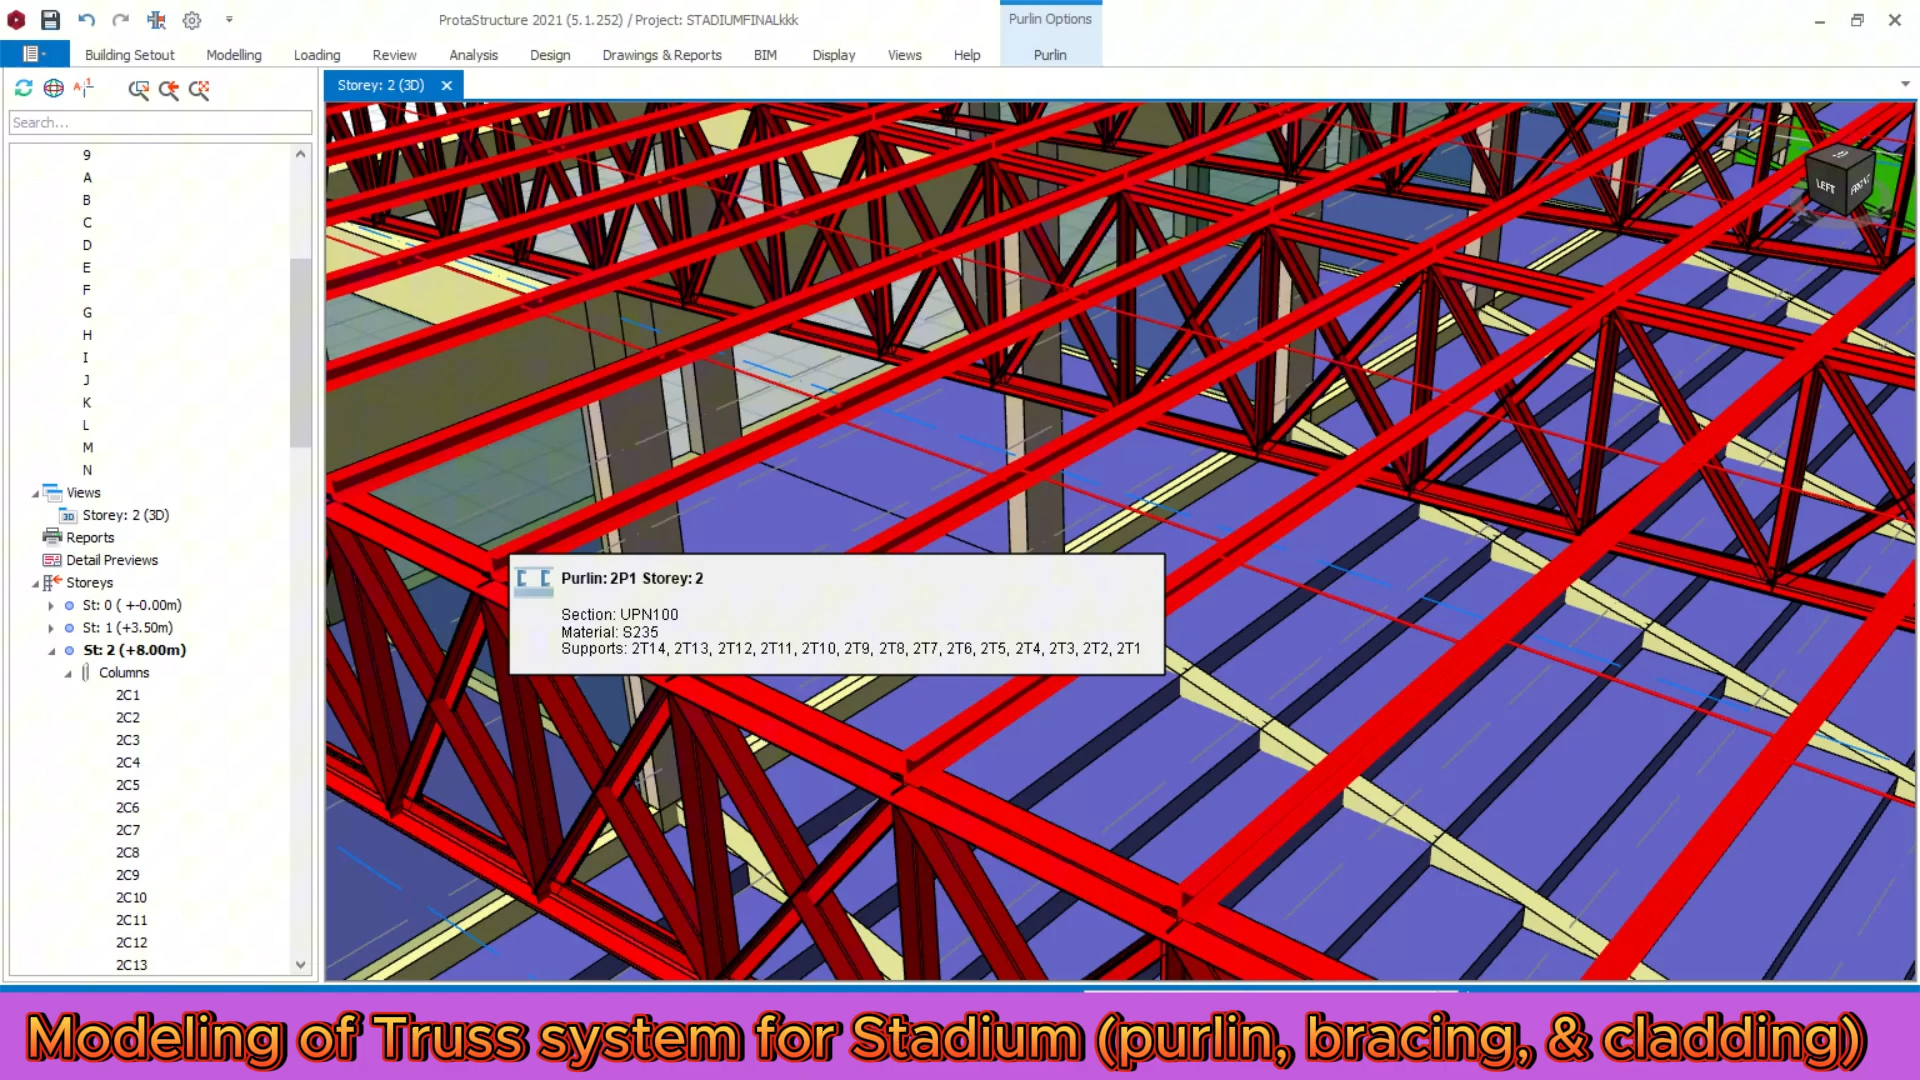 ProtaStructure 2021 (5.1.252) / Project: STADIUMFINALkkk
Purlin Options
Building Setout
Modelling
Loading
Review
Analysis
Design
Drawings & Reports
BIM
Display
Views
Help
Purlin
Storey: 2 (3D)
Search...
9
A
B
C
D
E
F
G
H
I
J
K
L
M
N
Views
3D Storey: 2 (3D)
Reports
Detail Previews
Storeys
St: 0 ( +-0.00m)
St: 1 (+3.50m)
St: 2 (+8.00m)
Columns
2C1
2C2
2C3
2C4
2C5
2C6
2C7
2C8
2C9
2C10
2C11
2C12
2C13
LEFT
FRONT
Purlin: 2P1 Storey: 2
Section: UPN100
Material: S235
Supports: 2T14, 2T13, 2T12, 2T11, 2T10, 2T9, 2T8, 2T7, 2T6, 2T5, 2T4, 2T3, 2T2, 2T1
Modeling of Truss system for Stadium (purlin, bracing, & cladding)